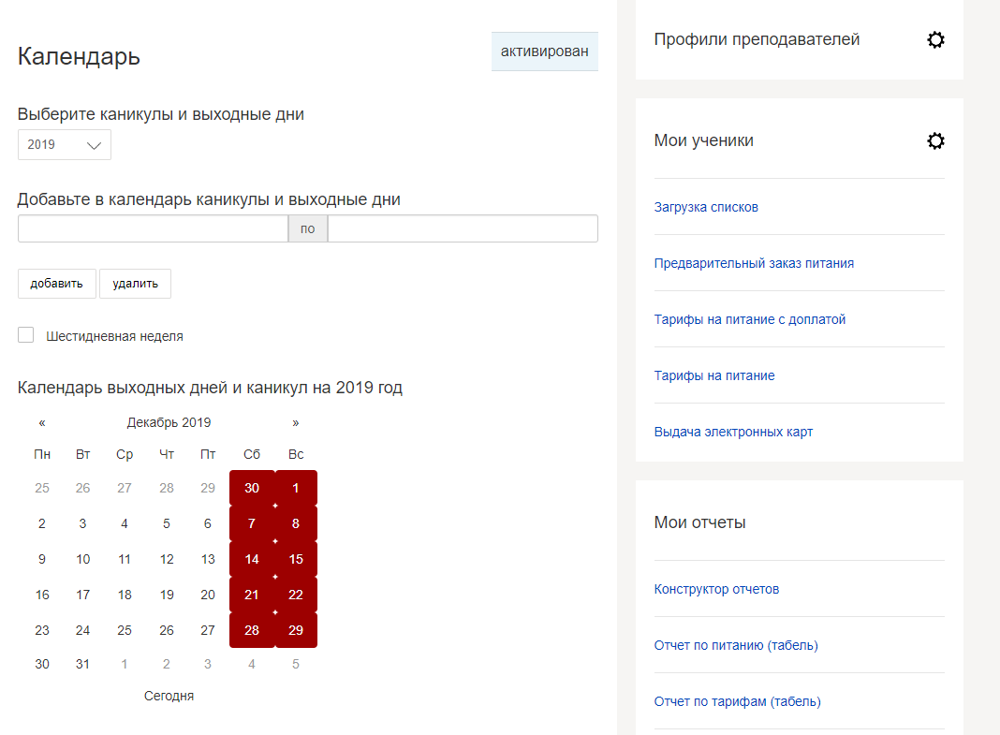 Календарь
активирован
Выберите каникулы и выходные дни
2019
Добавьте в календарь каникулы и выходные дни
по
добавить удалить
Шестидневная неделя
Календарь выходных дней и каникул на 2019 год
« Декабрь 2019 »
Пн Вт Ср Чт Пт Сб Вс
25 26 27 28 29 30 1
2 3 4 5 6 7 8
9 10 11 12 13 14 15
16 17 18 19 20 21 22
23 24 25 26 27 28 29
30 31 1 2 3 4 5
Сегодня
Профили преподавателей
Мои ученики
Загрузка списков
Предварительный заказ питания
Тарифы на питание с доплатой
Тарифы на питание
Выдача электронных карт
Мои отчеты
Конструктор отчетов
Отчет по питанию (табель)
Отчет по тарифам (табель)